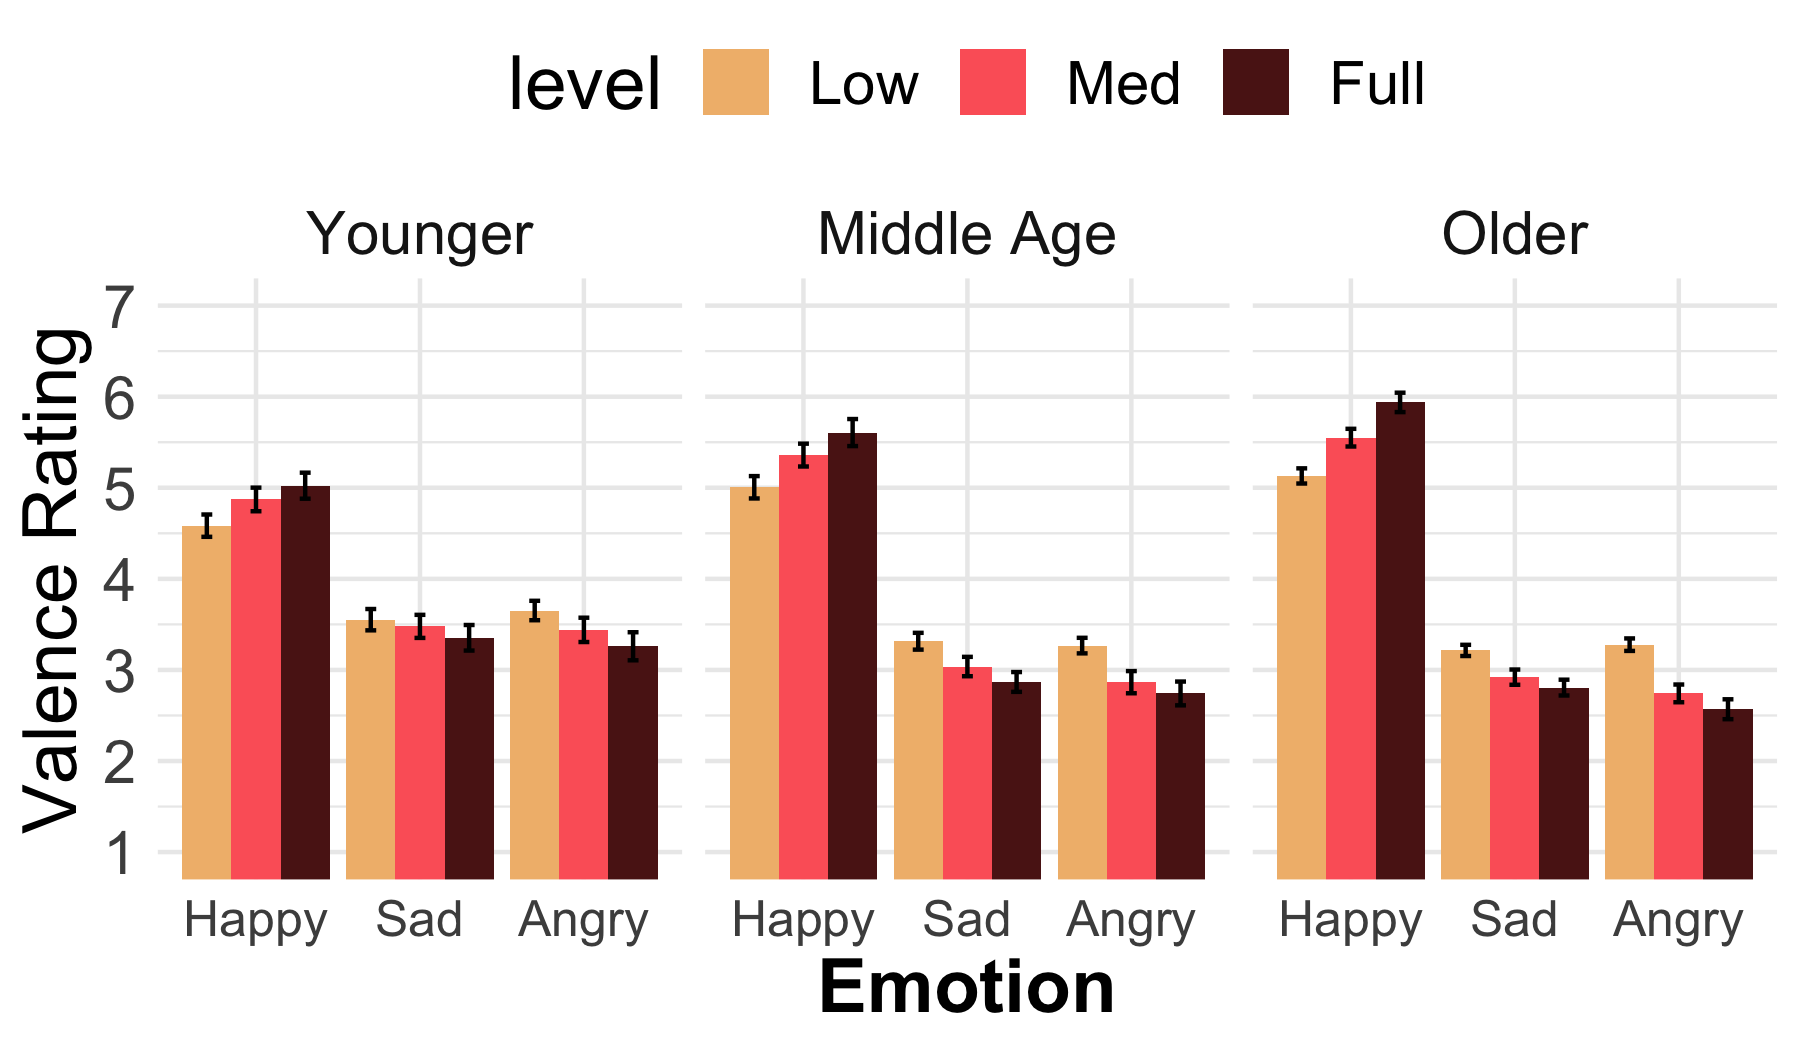 level Low Med Full
Younger Middle Age Older
Valence Rating
7
6
5
4
3
2
1
Happy Sad Angry Happy Sad Angry Happy Sad Angry
Emotion